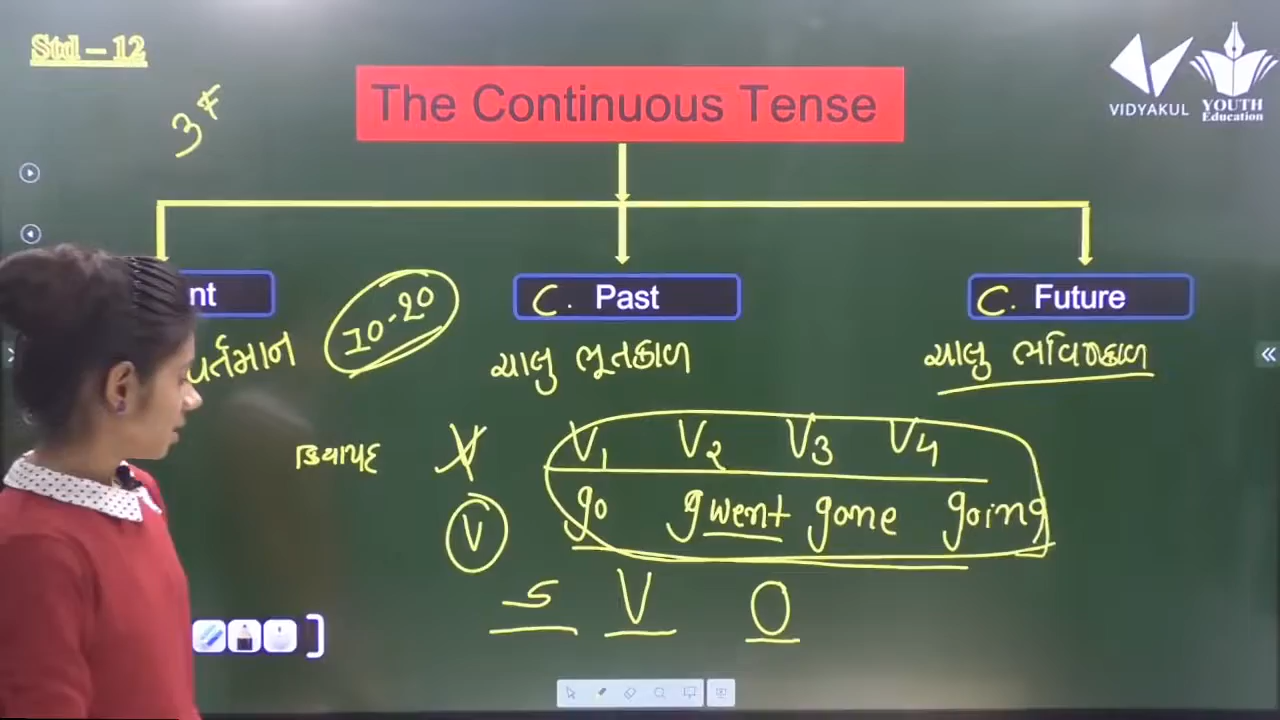 Std – 12
The Continuous Tense
VIDYAKUL
YOUTH
Education
nt
C. Past
C. Future
વર્તમાન
10-20
ચાલુ ભૂતકાળ
ચાલુ ભવિષ્યકાળ
ક્રિયાપદ
V
V1 V2 V3 V4
V
go went gone going
S V O